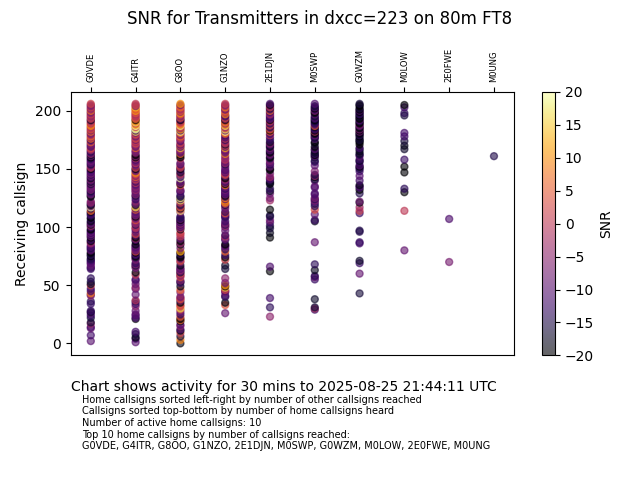 SNR for Transmitters in dxcc=223 on 80m FT8
G0VDE G4ITR G8OO G1NZO 2E1DJN M0SWP G0WZM M0LOW 2E0FWE M0UNG
200
150
100
50
0
Receiving callsign
20
15
10
5
0
−5
−10
−15
−20
SNR
Chart shows activity for 30 mins to 2025-08-25 21:44:11 UTC
Home callsigns sorted left-right by number of other callsigns reached
Callsigns sorted top-bottom by number of home callsigns heard
Number of active home callsigns: 10
Top 10 home callsigns by number of callsigns reached:
G0VDE, G4ITR, G8OO, G1NZO, 2E1DJN, M0SWP, G0WZM, M0LOW, 2E0FWE, M0UNG